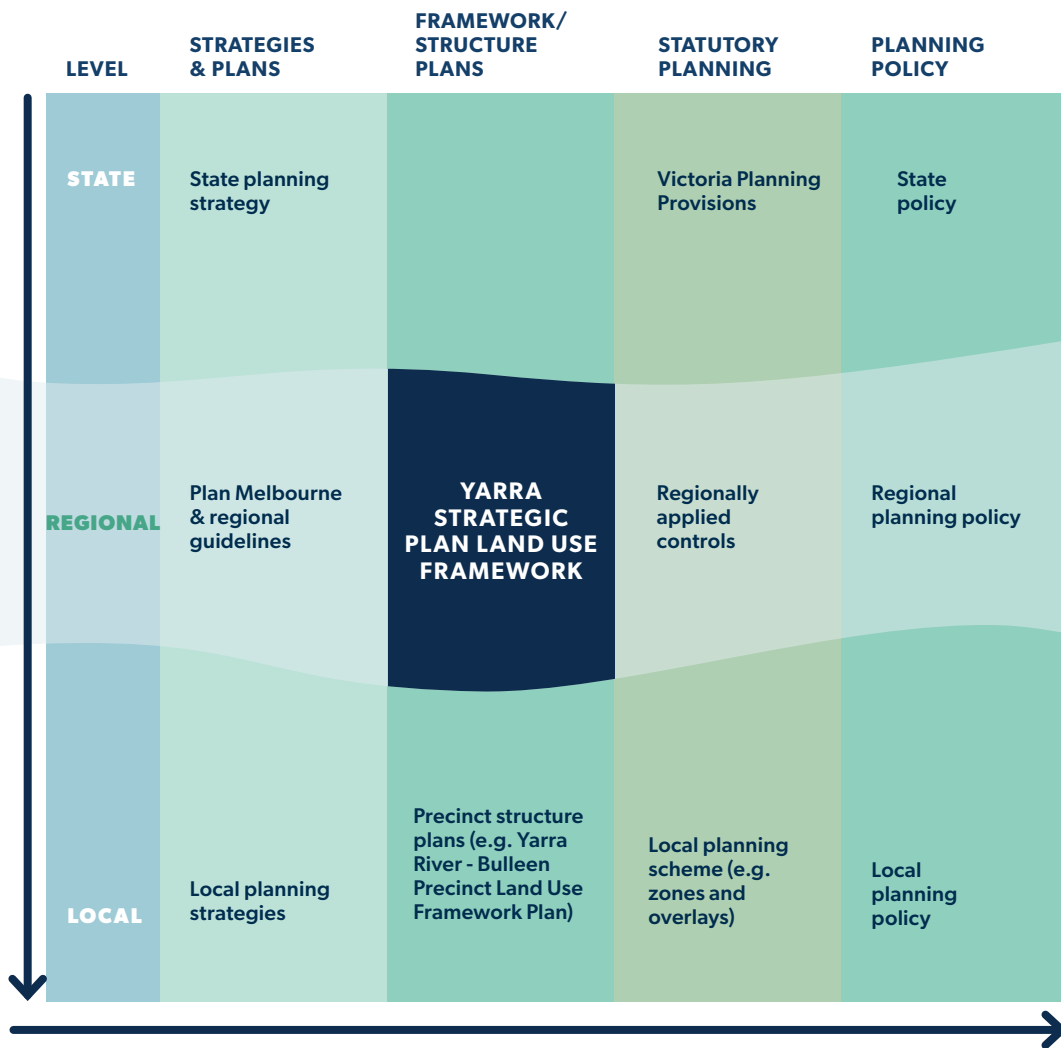 LEVEL
STRATEGIES
& PLANS
FRAMEWORK/
STRUCTURE
PLANS
STATUTORY
PLANNING
PLANNING
POLICY
STATE
State planning
strategy
Victoria Planning
Provisions
State
policy
REGIONAL
Plan Melbourne
& regional
guidelines
YARRA
STRATEGIC
PLAN LAND USE
FRAMEWORK
Regionally
applied
controls
Regional
planning policy
LOCAL
Local planning
strategies
Precinct structure
plans (e.g. Yarra
River - Bulleen
Precinct Land Use
Framework Plan)
Local planning
scheme (e.g.
zones and
overlays)
Local
planning
policy